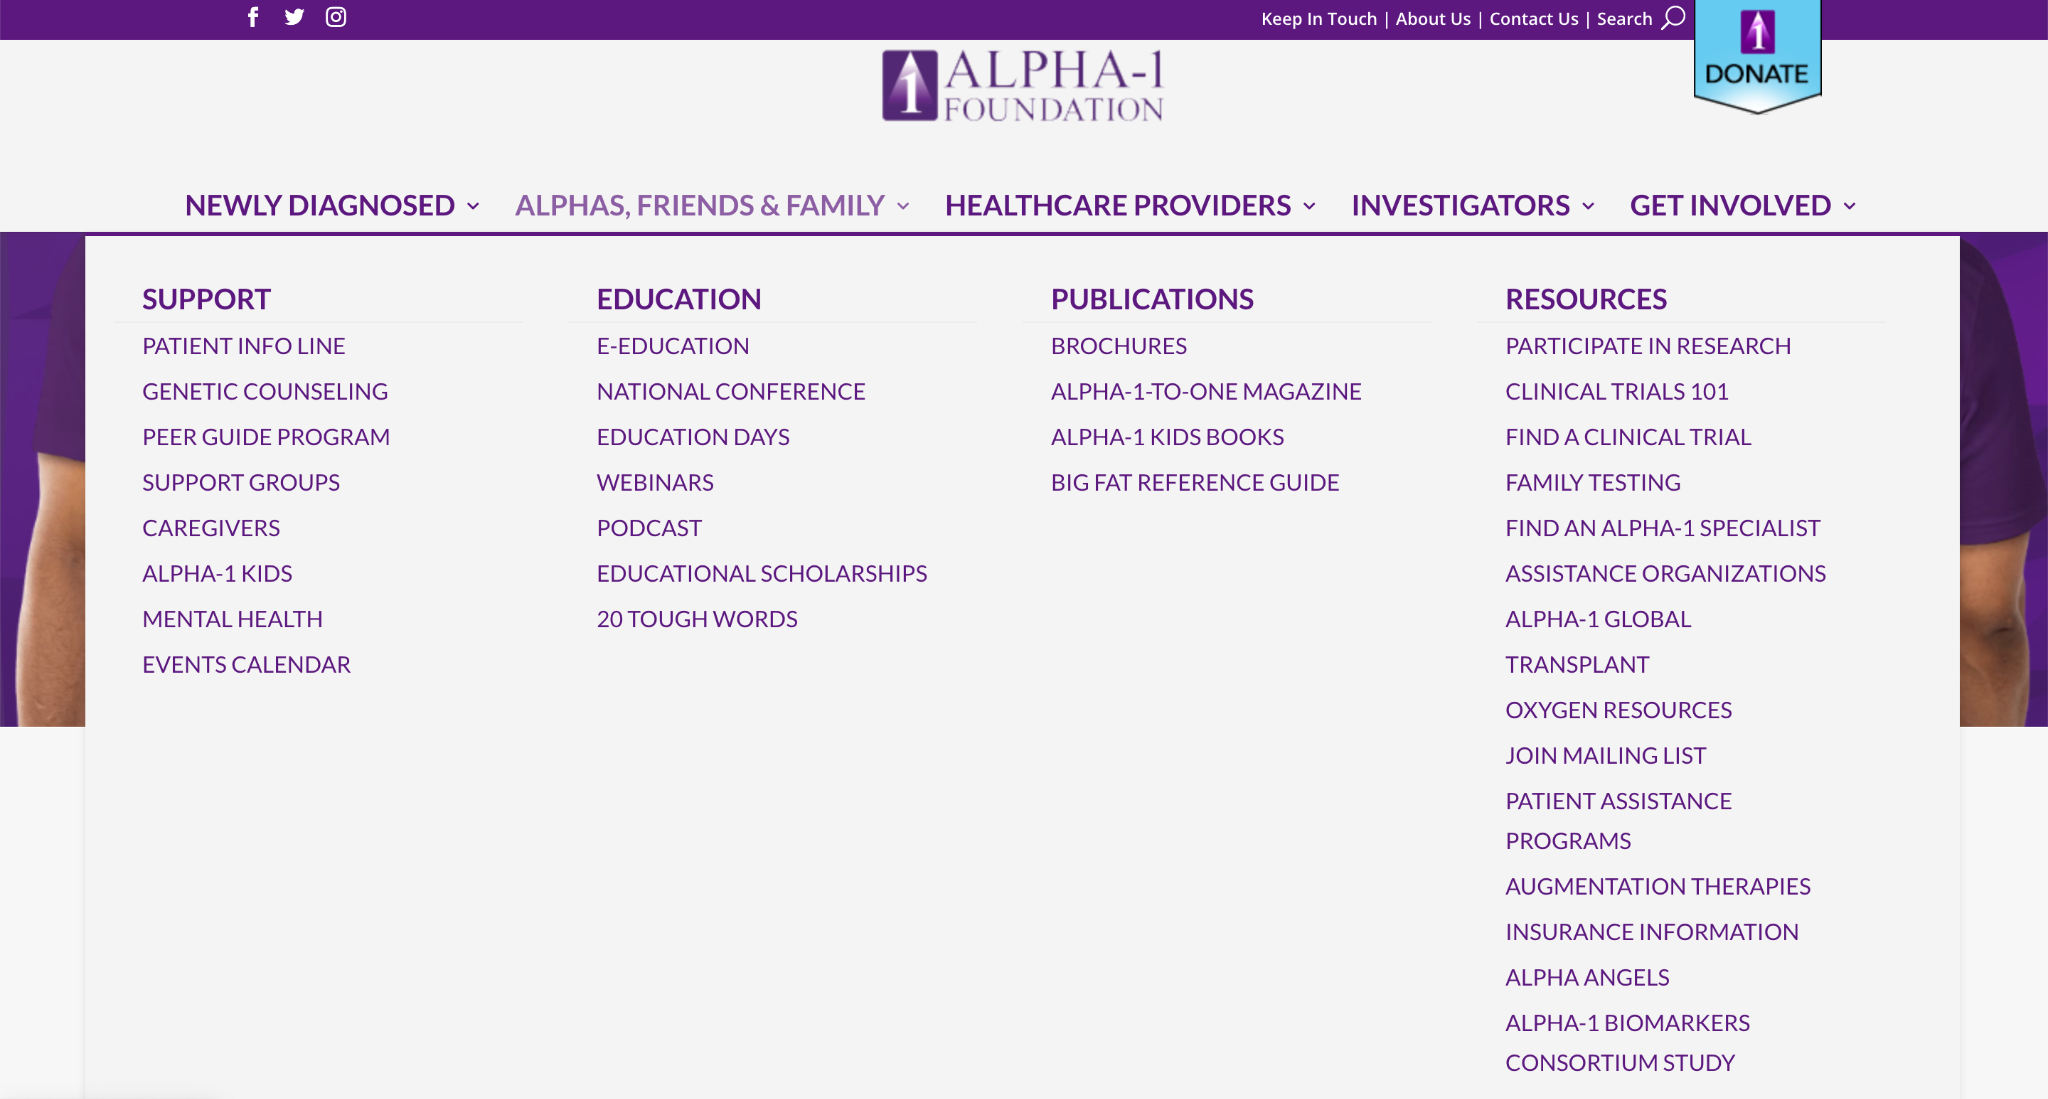 Keep In Touch | About Us | Contact Us | Search
1
DONATE
1 ALPHA-1
FOUNDATION
NEWLY DIAGNOSED
ALPHAS, FRIENDS & FAMILY
HEALTHCARE PROVIDERS
INVESTIGATORS
GET INVOLVED
SUPPORT
PATIENT INFO LINE
GENETIC COUNSELING
PEER GUIDE PROGRAM
SUPPORT GROUPS
CAREGIVERS
ALPHA-1 KIDS
MENTAL HEALTH
EVENTS CALENDAR
EDUCATION
E-EDUCATION
NATIONAL CONFERENCE
EDUCATION DAYS
WEBINARS
PODCAST
EDUCATIONAL SCHOLARSHIPS
20 TOUGH WORDS
PUBLICATIONS
BROCHURES
ALPHA-1-TO-ONE MAGAZINE
ALPHA-1 KIDS BOOKS
BIG FAT REFERENCE GUIDE
RESOURCES
PARTICIPATE IN RESEARCH
CLINICAL TRIALS 101
FIND A CLINICAL TRIAL
FAMILY TESTING
FIND AN ALPHA-1 SPECIALIST
ASSISTANCE ORGANIZATIONS
ALPHA-1 GLOBAL
TRANSPLANT
OXYGEN RESOURCES
JOIN MAILING LIST
PATIENT ASSISTANCE
PROGRAMS
AUGMENTATION THERAPIES
INSURANCE INFORMATION
ALPHA ANGELS
ALPHA-1 BIOMARKERS
CONSORTIUM STUDY